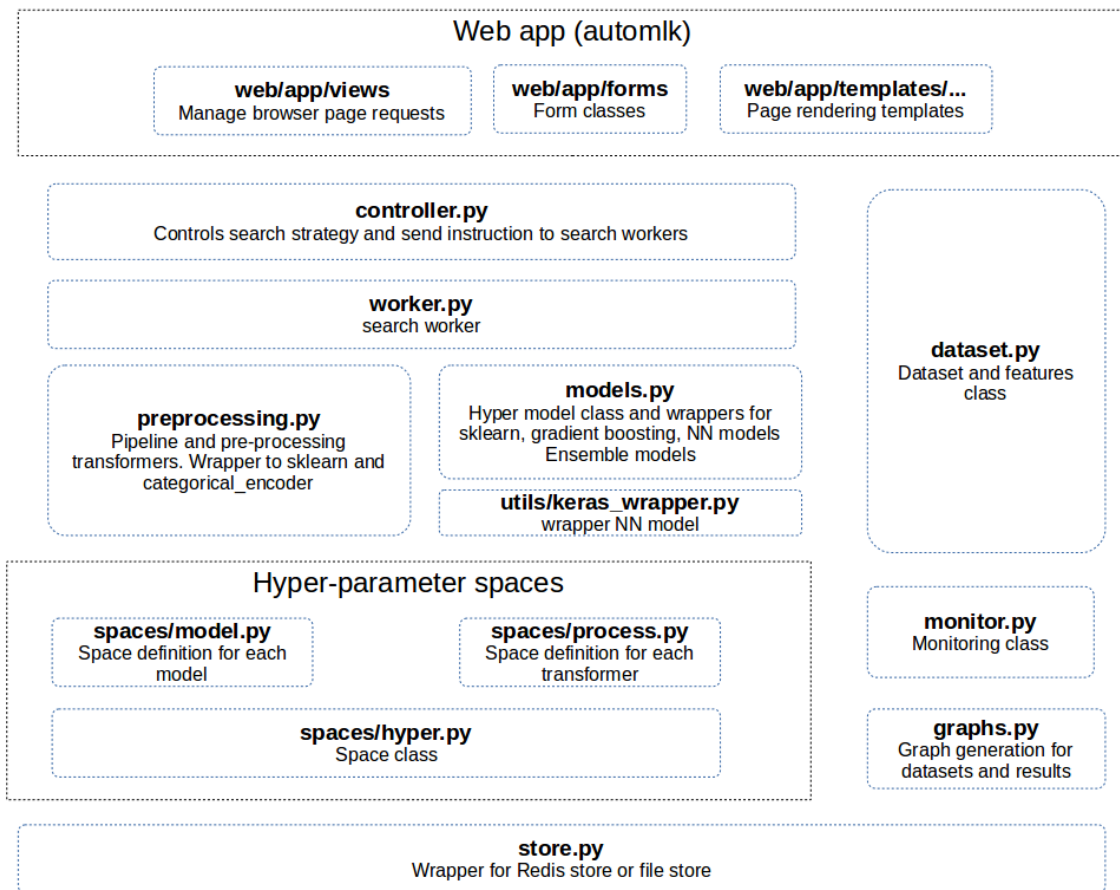 Web app (automlk)
web/app/views
Manage browser page requests
web/app/forms
Form classes
web/app/templates/...
Page rendering templates
controller.py
Controls search strategy and send instruction to search workers
worker.py
search worker
preprocessing.py
Pipeline and pre-processing
transformers. Wrapper to sklearn and
categorical_encoder
models.py
Hyper model class and wrappers for
sklearn, gradient boosting, NN models
Ensemble models
utils/keras_wrapper.py
wrapper NN model
dataset.py
Dataset and features
class
Hyper-parameter spaces
spaces/model.py
Space definition for each
model
spaces/process.py
Space definition for each
transformer
spaces/hyper.py
Space class
monitor.py
Monitoring class
graphs.py
Graph generation for
datasets and results
store.py
Wrapper for Redis store or file store